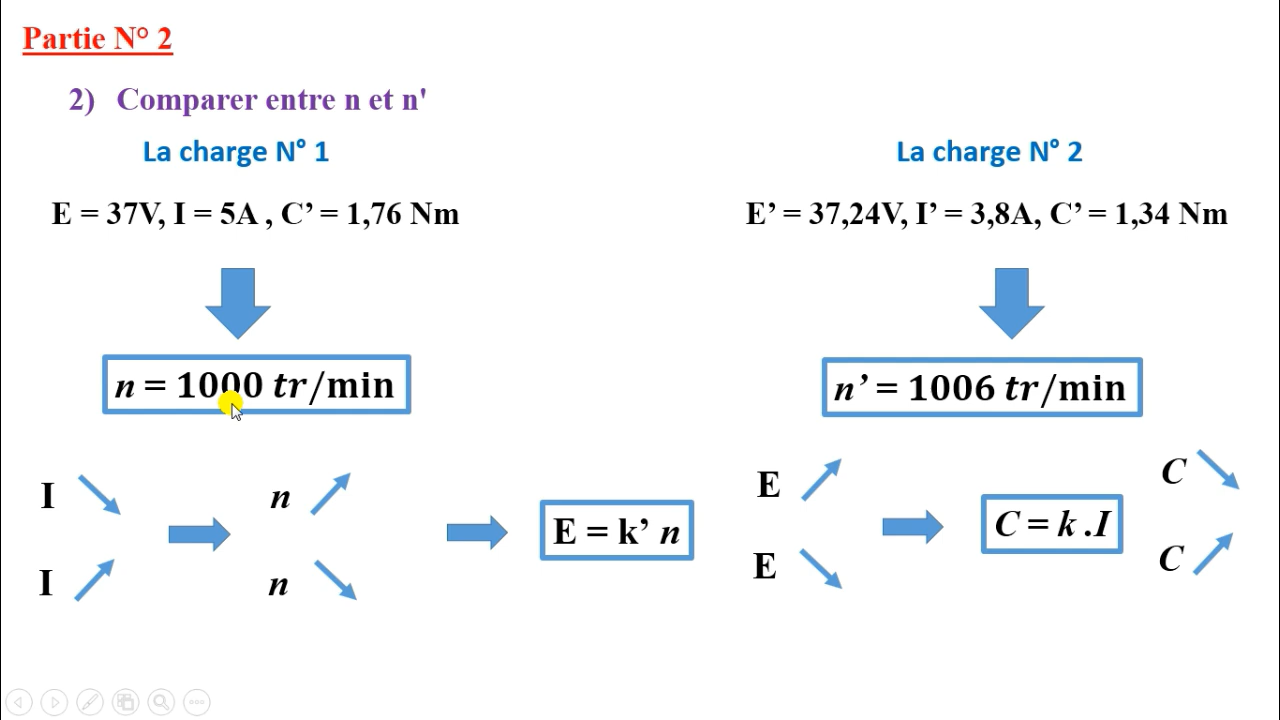 Partie N° 2
2) Comparer entre n et n'
La charge N° 1
La charge N° 2
E = 37V, I = 5A , C’ = 1,76 Nm
E’ = 37,24V, I’ = 3,8A, C’ = 1,34 Nm
n = 1000 tr/min
n’ = 1006 tr/min
I
n
E = k’ n
E
C = k .I
C
I
n
E
C